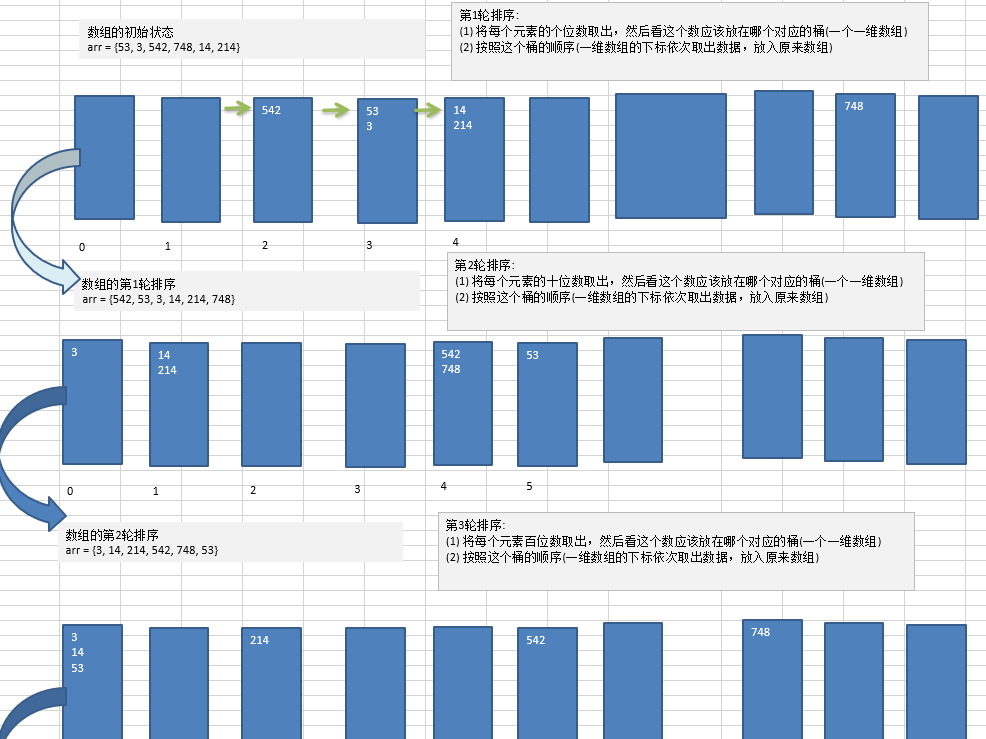 数组的初始状态
arr = {53, 3, 542, 748, 14, 214}
第1轮排序:
(1) 将每个元素的个位数取出，然后看这个数应该放在哪个对应的桶(一个一维数组)
(2) 按照这个桶的顺序(一维数组的下标依次取出数据，放入原来数组)
542
53
3
14
214
748
0
1
2
3
4
数组的第1轮排序
arr = {542, 53, 3, 14, 214, 748}
第2轮排序:
(1) 将每个元素的十位数取出，然后看这个数应该放在哪个对应的桶(一个一维数组)
(2) 按照这个桶的顺序(一维数组的下标依次取出数据，放入原来数组)
3
14
214
542
748
53
0
1
2
3
4
5
数组的第2轮排序
arr = {3, 14, 214, 542, 748, 53}
第3轮排序:
(1) 将每个元素百位数取出，然后看这个数应该放在哪个对应的桶(一个一维数组)
(2) 按照这个桶的顺序(一维数组的下标依次取出数据，放入原来数组)
3
14
53
214
542
748